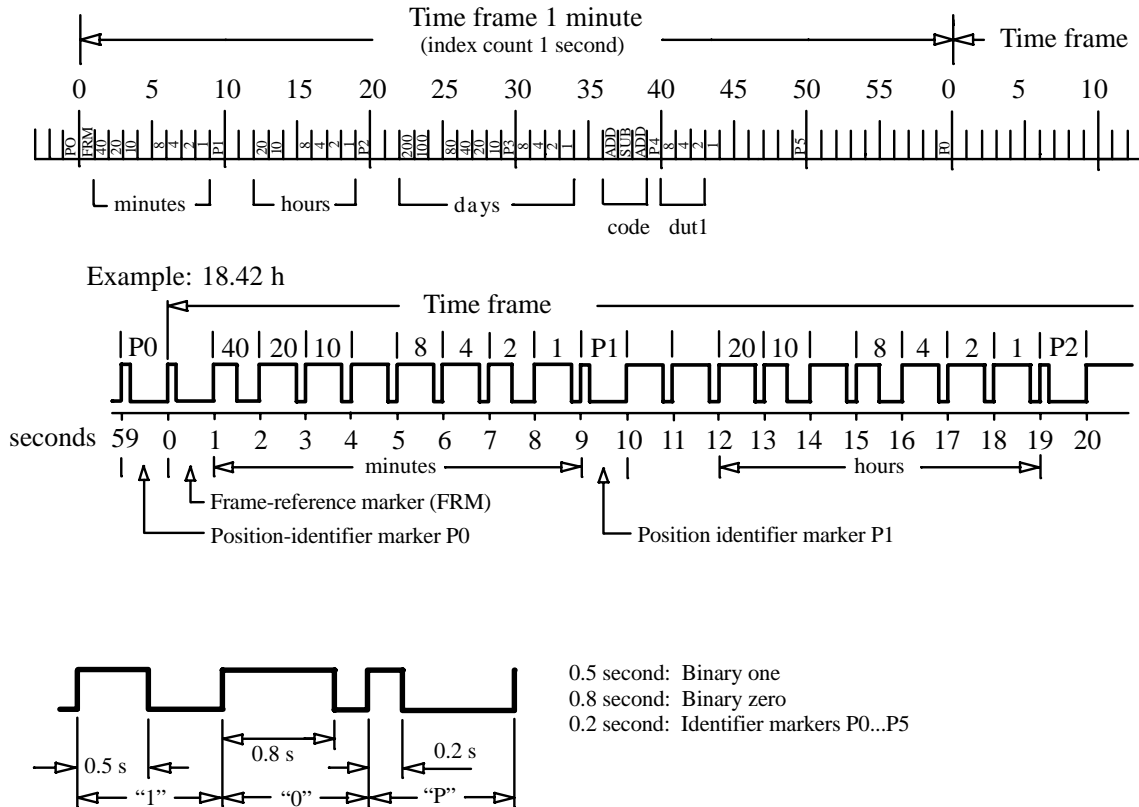 Time frame 1 minute
(index count 1 second)
Time frame
0 5 10 15 20 25 30 35 40 45 50 55 0 5 10
PO FRM 40 20 10 8 4 2 1 P1 20 10 8 4 2 1 P2 200 100 80 40 20 10 P3 8 4 2 1 ADD SUB ADD P4 8 4 2 1 P5 P0
minutes hours days code dut1
Example: 18.42 h
Time frame
P0 40 20 10 8 4 2 1 P1 20 10 8 4 2 1 P2
seconds 59 0 1 2 3 4 5 6 7 8 9 10 11 12 13 14 15 16 17 18 19 20
minutes hours
Frame-reference marker (FRM)
Position-identifier marker P0 Position identifier marker P1
0.5 second: Binary one
0.8 second: Binary zero
0.2 second: Identifier markers P0...P5
0.5 s 0.8 s 0.2 s
“1” “0” “P”